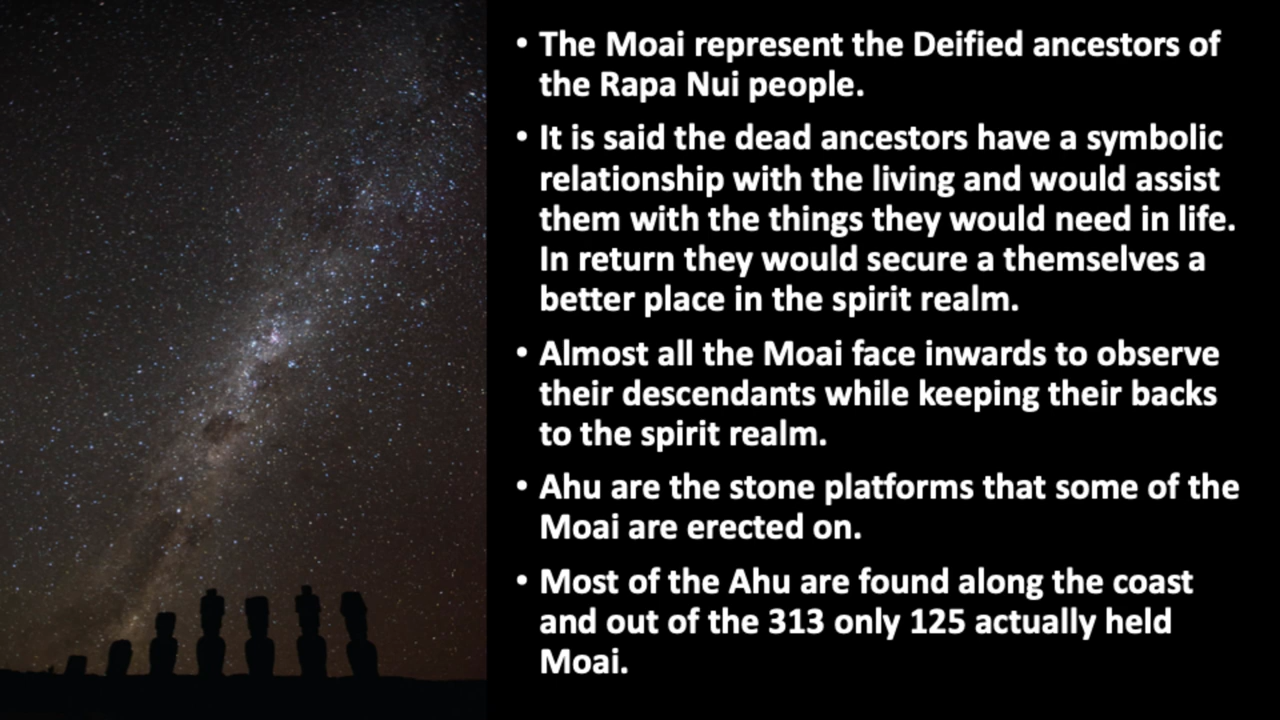 • The Moai represent the Deified ancestors of
the Rapa Nui people.
• It is said the dead ancestors have a symbolic
relationship with the living and would assist
them with the things they would need in life.
In return they would secure a themselves a
better place in the spirit realm.
• Almost all the Moai face inwards to observe
their descendants while keeping their backs
to the spirit realm.
• Ahu are the stone platforms that some of the
Moai are erected on.
• Most of the Ahu are found along the coast
and out of the 313 only 125 actually held
Moai.